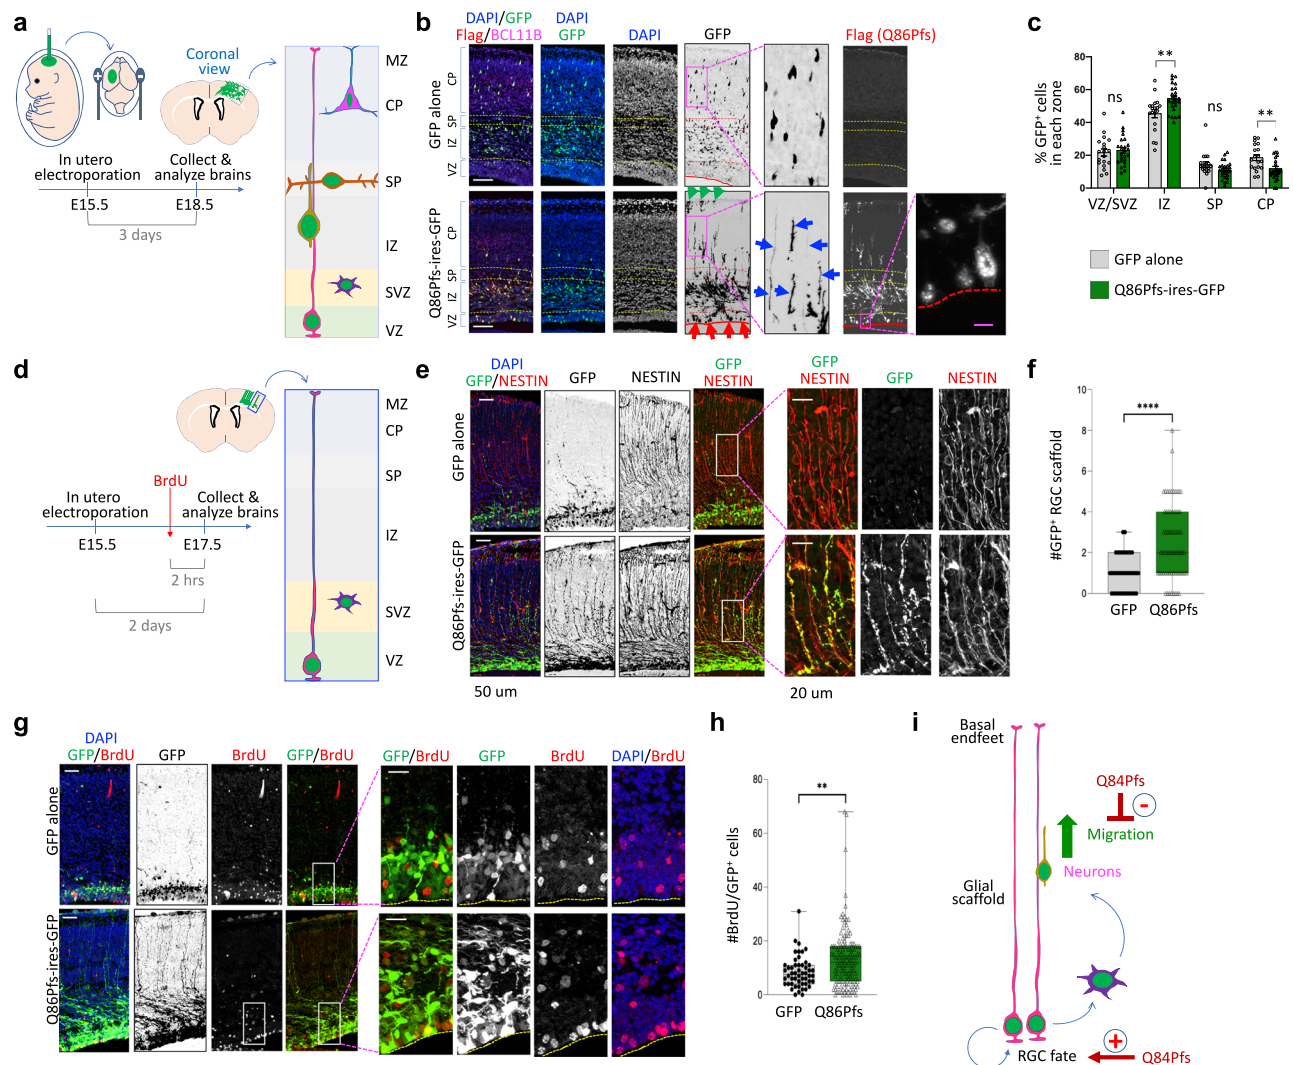 a
Coronal
view
In utero
electroporation
Collect &
analyze brains
E15.5
E18.5
3 days
MZ
CP
SP
IZ
SVZ
VZ
b
DAPI/GFP
Flag/BCL11B
DAPI
GFP
DAPI
GFP
Flag (Q86Pfs)
GFP alone
CP
SP
IZ
VZ
Q86Pfs-ires-GFP
CP
SP
IZ
VZ
c
% GFP+ cells
in each zone
80
60
40
20
0
ns
**
ns
**
VZ/SVZ
IZ
SP
CP
GFP alone
Q86Pfs-ires-GFP
d
BrdU
In utero
electroporation
Collect &
analyze brains
E15.5
E17.5
2 hrs
2 days
MZ
CP
SP
IZ
SVZ
VZ
e
DAPI
GFP/NESTIN
GFP
NESTIN
GFP
NESTIN
GFP
NESTIN
GFP
NESTIN
GFP alone
Q86Pfs-ires-GFP
50 um
20 um
f
#GFP+ RGC scaffold
10
8
6
4
2
0
****
GFP
Q86Pfs
g
DAPI
GFP/BrdU
GFP
BrdU
GFP/BrdU
GFP/BrdU
GFP
BrdU
DAPI/BrdU
GFP alone
Q86Pfs-ires-GFP
h
#BrdU/GFP+ cells
80
60
40
20
0
**
GFP
Q86Pfs
i
Basal
endfeet
Q84Pfs
-
Migration
Neurons
Glial
scaffold
+
RGC fate
Q84Pfs